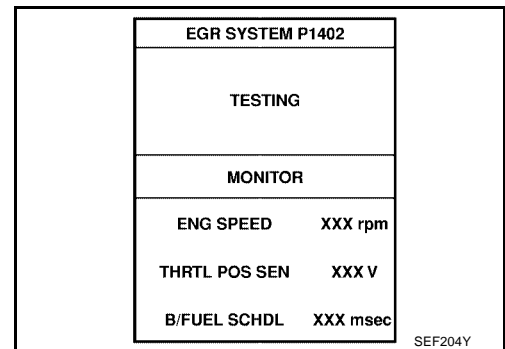 EGR SYSTEM P1402
TESTING
MONITOR
ENG SPEED XXX rpm
THRTL POS SEN XXX V
B/FUEL SCHDL XXX msec
SEF204Y